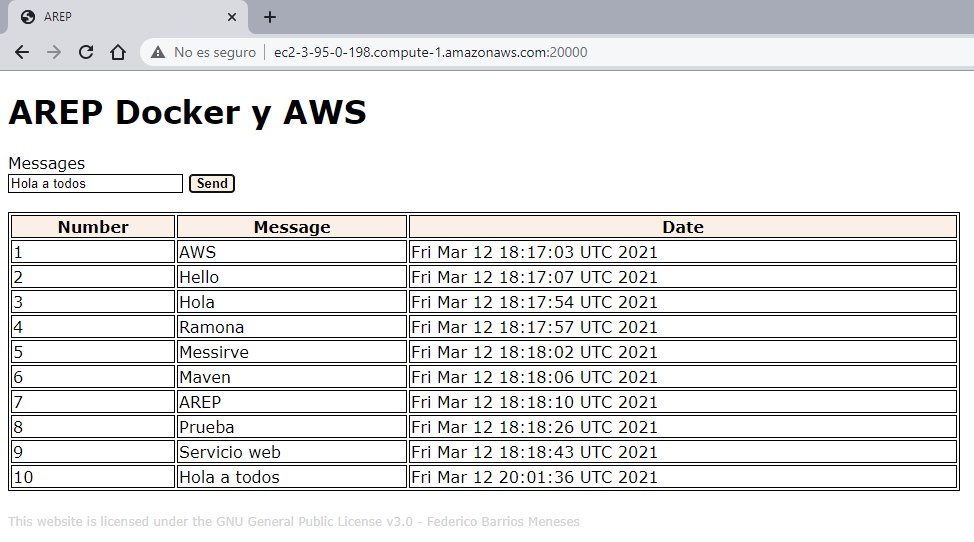 AREP
No es seguro ec2-3-95-0-198.compute-1.amazonaws.com:20000
AREP Docker y AWS
Messages
Hola a todos Send
Number Message Date
1 AWS Fri Mar 12 18:17:03 UTC 2021
2 Hello Fri Mar 12 18:17:07 UTC 2021
3 Hola Fri Mar 12 18:17:54 UTC 2021
4 Ramona Fri Mar 12 18:17:57 UTC 2021
5 Messirve Fri Mar 12 18:18:02 UTC 2021
6 Maven Fri Mar 12 18:18:06 UTC 2021
7 AREP Fri Mar 12 18:18:10 UTC 2021
8 Prueba Fri Mar 12 18:18:26 UTC 2021
9 Servicio web Fri Mar 12 18:18:43 UTC 2021
10 Hola a todos Fri Mar 12 20:01:36 UTC 2021
This website is licensed under the GNU General Public License v3.0 - Federico Barrios Meneses